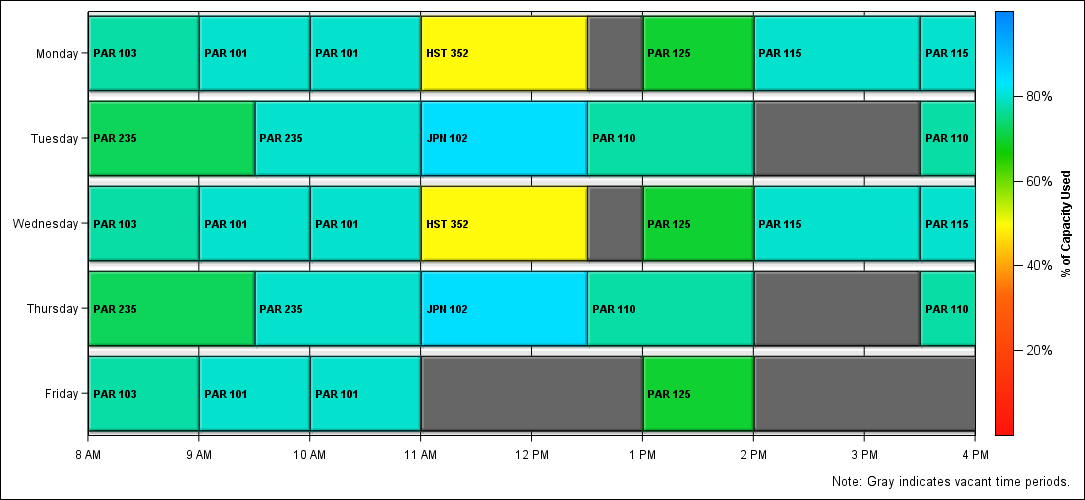 Monday PAR 103 PAR 101 PAR 101 HST 352 PAR 125 PAR 115 PAR 115
Tuesday PAR 235 PAR 235 JPN 102 PAR 110 PAR 110
Wednesday PAR 103 PAR 101 PAR 101 HST 352 PAR 125 PAR 115 PAR 115
Thursday PAR 235 PAR 235 JPN 102 PAR 110 PAR 110
Friday PAR 103 PAR 101 PAR 101 PAR 125
8 AM 9 AM 10 AM 11 AM 12 PM 1 PM 2 PM 3 PM 4 PM
80%
60%
40%
20%
% of Capacity Used
Note: Gray indicates vacant time periods.